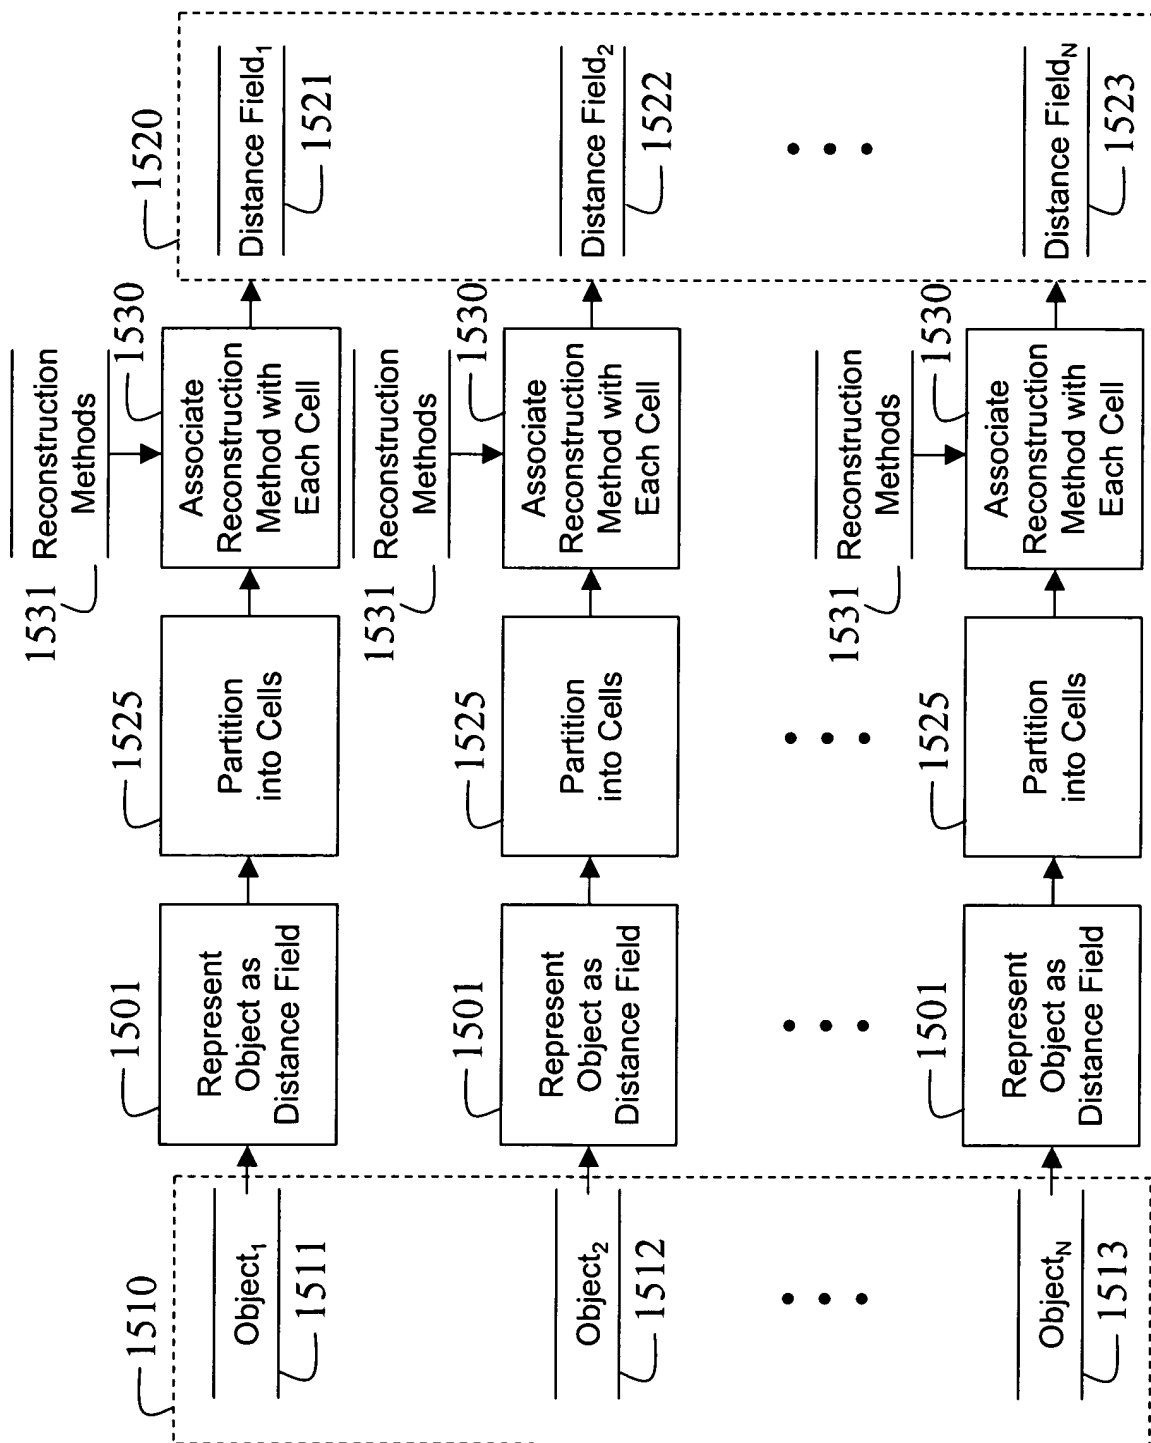 1510
Object1
1511
1501
Represent
Object as
Distance Field
1525
Partition
into Cells
1531
Reconstruction
Methods
1530
Associate
Reconstruction
Method with
Each Cell
1520
Distance Field1
1521
Object2
1512
1501
Represent
Object as
Distance Field
1525
Partition
into Cells
1531
Reconstruction
Methods
1530
Associate
Reconstruction
Method with
Each Cell
Distance Field2
1522
ObjectN
1513
1501
Represent
Object as
Distance Field
1525
Partition
into Cells
1531
Reconstruction
Methods
1530
Associate
Reconstruction
Method with
Each Cell
Distance FieldN
1523